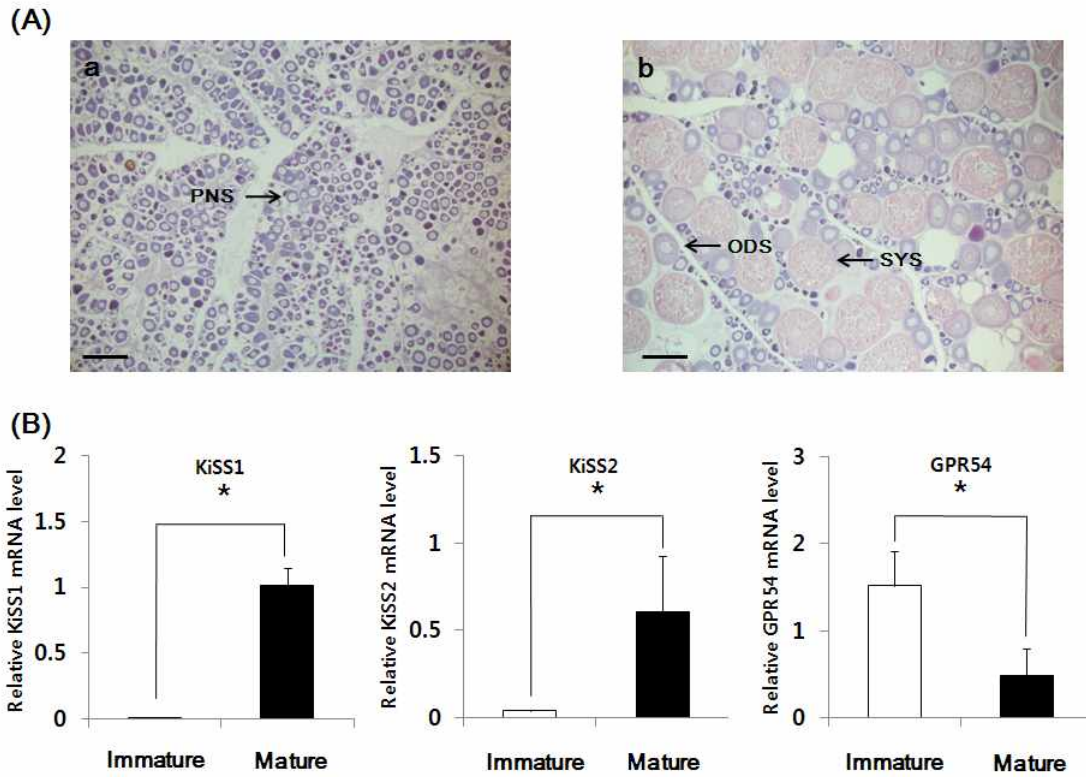 (A)
a
PNS
b
ODS
SYS
(B)
KiSS1
*
Relative KiSS1 mRNA level
2
1.5
1
0.5
0
Immature
Mature
KiSS2
*
Relative KiSS2 mRNA level
1.5
1
0.5
0
Immature
Mature
GPR54
*
Relative GPR54 mRNA level
3
2
1
0
Immature
Mature